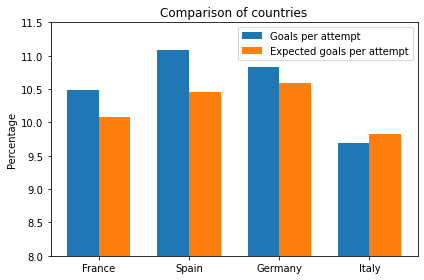 Comparison of countries
Goals per attempt
Expected goals per attempt
Percentage
11.5
11.0
10.5
10.0
9.5
9.0
8.5
8.0
France Spain Germany Italy